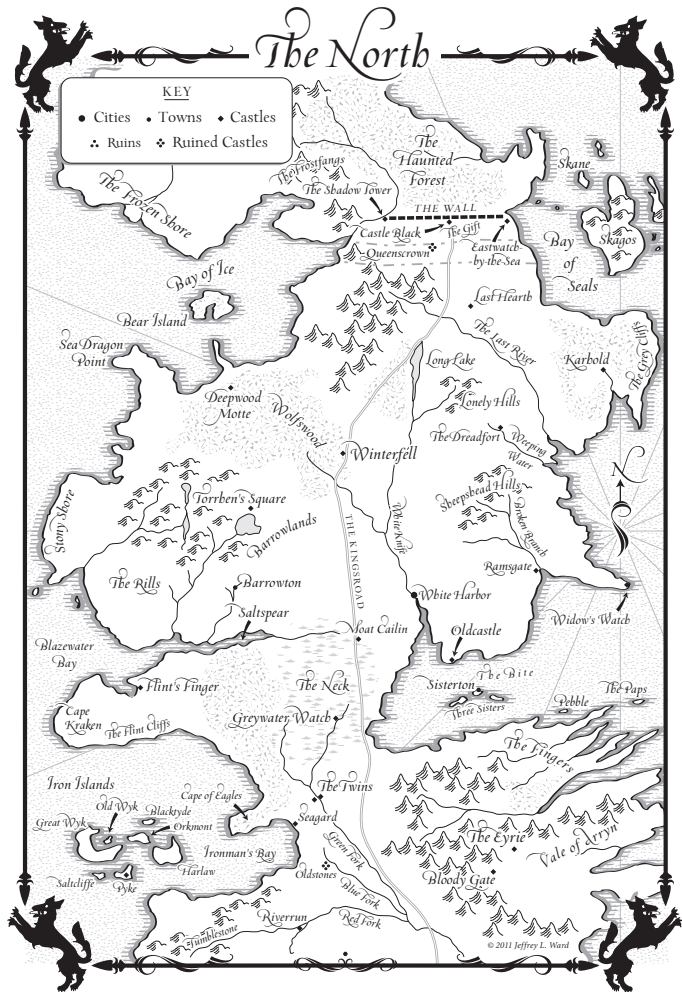 The North
KEY
Cities
Towns
Castles
Ruins
Ruined Castles
The Haunted Forest
Skane
The Frostfangs
The Shadow Tower
The Frozen Shore
THE WALL
Castle Black
The Gift
Queenscrown
Eastwatch-
by-the-Sea
Bay
of
Seals
Skagos
Bay of Ice
Bear Island
Last Hearth
Sea Dragon
Point
The Last River
Long Lake
Karhold
The Grey Cliffs
Deepwood
Motte
Wolfswood
Lonely Hills
The Dreadfort
Weeping
Water
Winterfell
N
Sheepshead Hills
Broken Branch
Stony Shore
Torrhen's Square
Barrowlands
THE KINGSROAD
White Knife
The Rills
Barrowton
Ramsgate
White Harbor
Widow's Watch
Saltspear
Moat Cailin
Oldcastle
Blazewater
Bay
The Bite
Sisterton
Flint's Finger
The Neck
Three Sisters
Pebble
The Paps
Cape
Kraken
The Flint Cliffs
Greywater Watch
The Fingers
Iron Islands
Old Wyk
Cape of Eagles
The Twins
Great Wyk
Blacktyde
Orkmont
Seagard
The Eyrie
Vale of Arryn
Ironman's Bay
Green Fork
Harlaw
Saltcliffe
Pyke
Oldstones
Blue Fork
Bloody Gate
Riverrun
Red Fork
Tumblestone
© 2011 Jeffrey L. Ward